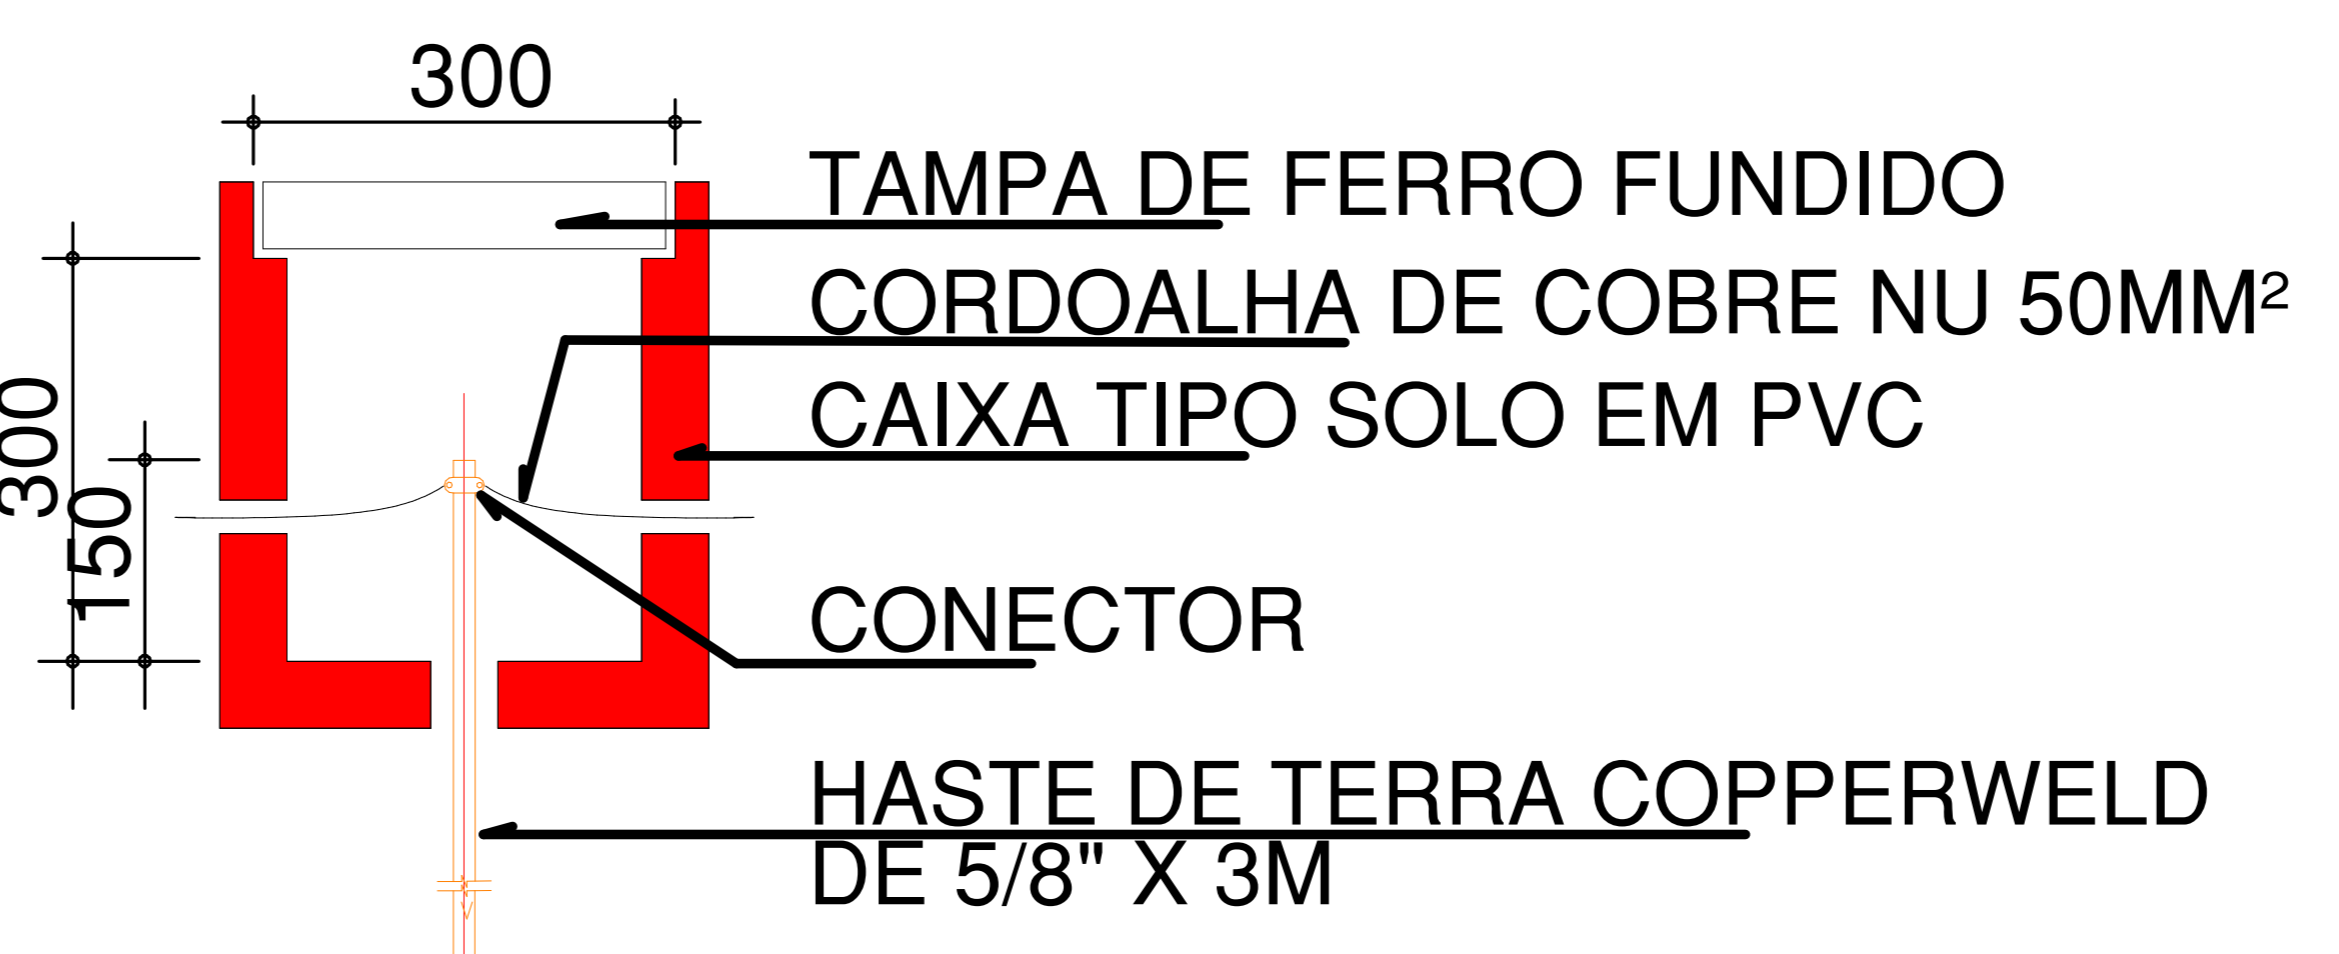 300
TAMPA DE FERRO FUNDIDO
CORDOALHA DE COBRE NU 50MM²
CAIXA TIPO SOLO EM PVC
300
150
CONECTOR
HASTE DE TERRA COPPERWELD
DE 5/8" X 3M